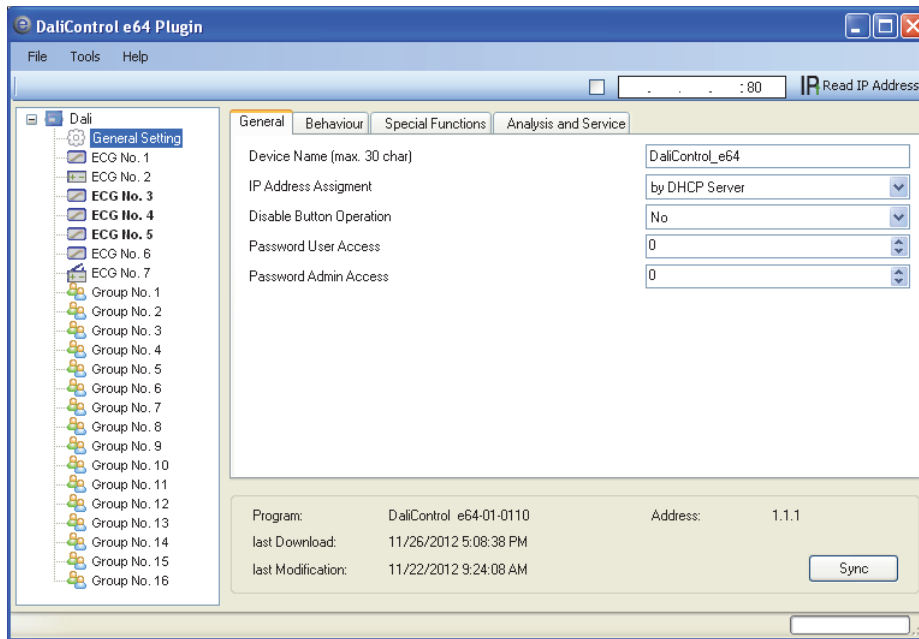 DaliControl e64 Plugin
File Tools Help
. . . : 80 IP Read IP Address
Dali
General Setting
ECG No. 1
ECG No. 2
ECG No. 3
ECG No. 4
ECG No. 5
ECG No. 6
ECG No. 7
Group No. 1
Group No. 2
Group No. 3
Group No. 4
Group No. 5
Group No. 6
Group No. 7
Group No. 8
Group No. 9
Group No. 10
Group No. 11
Group No. 12
Group No. 13
Group No. 14
Group No. 15
Group No. 16
General Behaviour Special Functions Analysis and Service
Device Name (max. 30 char) DaliControl_e64
IP Address Assigment by DHCP Server
Disable Button Operation No
Password User Access 0
Password Admin Access 0
Program: DaliControl e64-01-0110 Address: 1.1.1
last Download: 11/26/2012 5:08:38 PM
last Modification: 11/22/2012 9:24:08 AM Sync